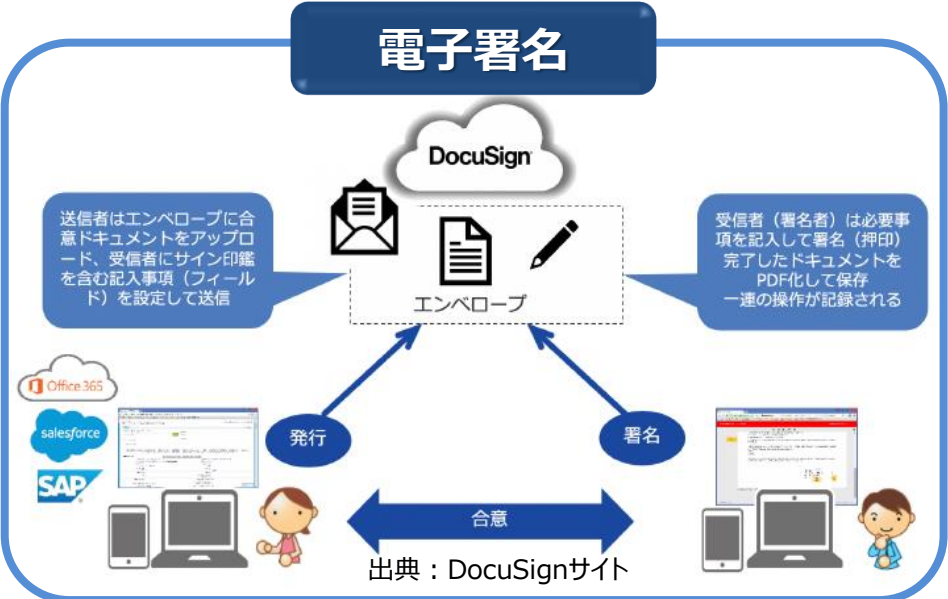 電子署名
DocuSign
送信者はエンベロープに合
意ドキュメントをアップロ
ード、受信者にサイン印鑑
を含む記入事項（フィール
ド）を設定して送信
受信者（署名者）は必要事
項を記入して署名（押印）
完了したドキュメントを
PDF化して保存
一連の操作が記録される
エンベロープ
Office 365
salesforce
SAP
発行
署名
合意
出典：DocuSignサイト